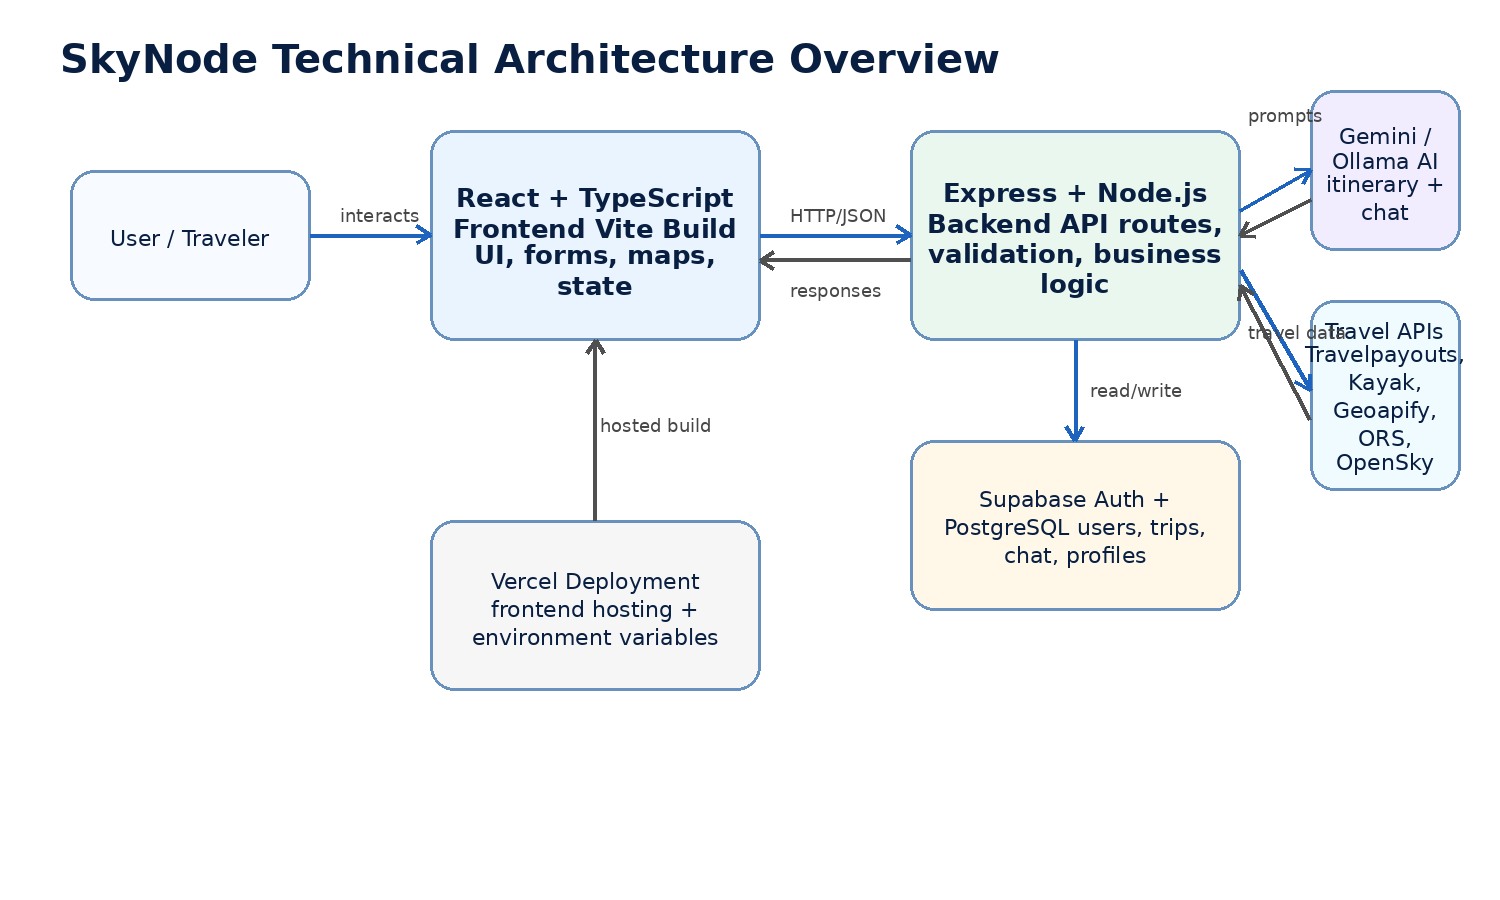 SkyNode Technical Architecture Overview
User / Traveler
interacts
React + TypeScript
Frontend Vite Build
UI, forms, maps,
state
HTTP/JSON
responses
Express + Node.js
Backend API routes,
validation, business
logic
prompts
Gemini /
Ollama AI
itinerary +
chat
travel data
Travel APIs
Travelpayouts,
Kayak,
Geoapify,
ORS,
OpenSky
read/write
Supabase Auth +
PostgreSQL users, trips,
chat, profiles
hosted build
Vercel Deployment
frontend hosting +
environment variables